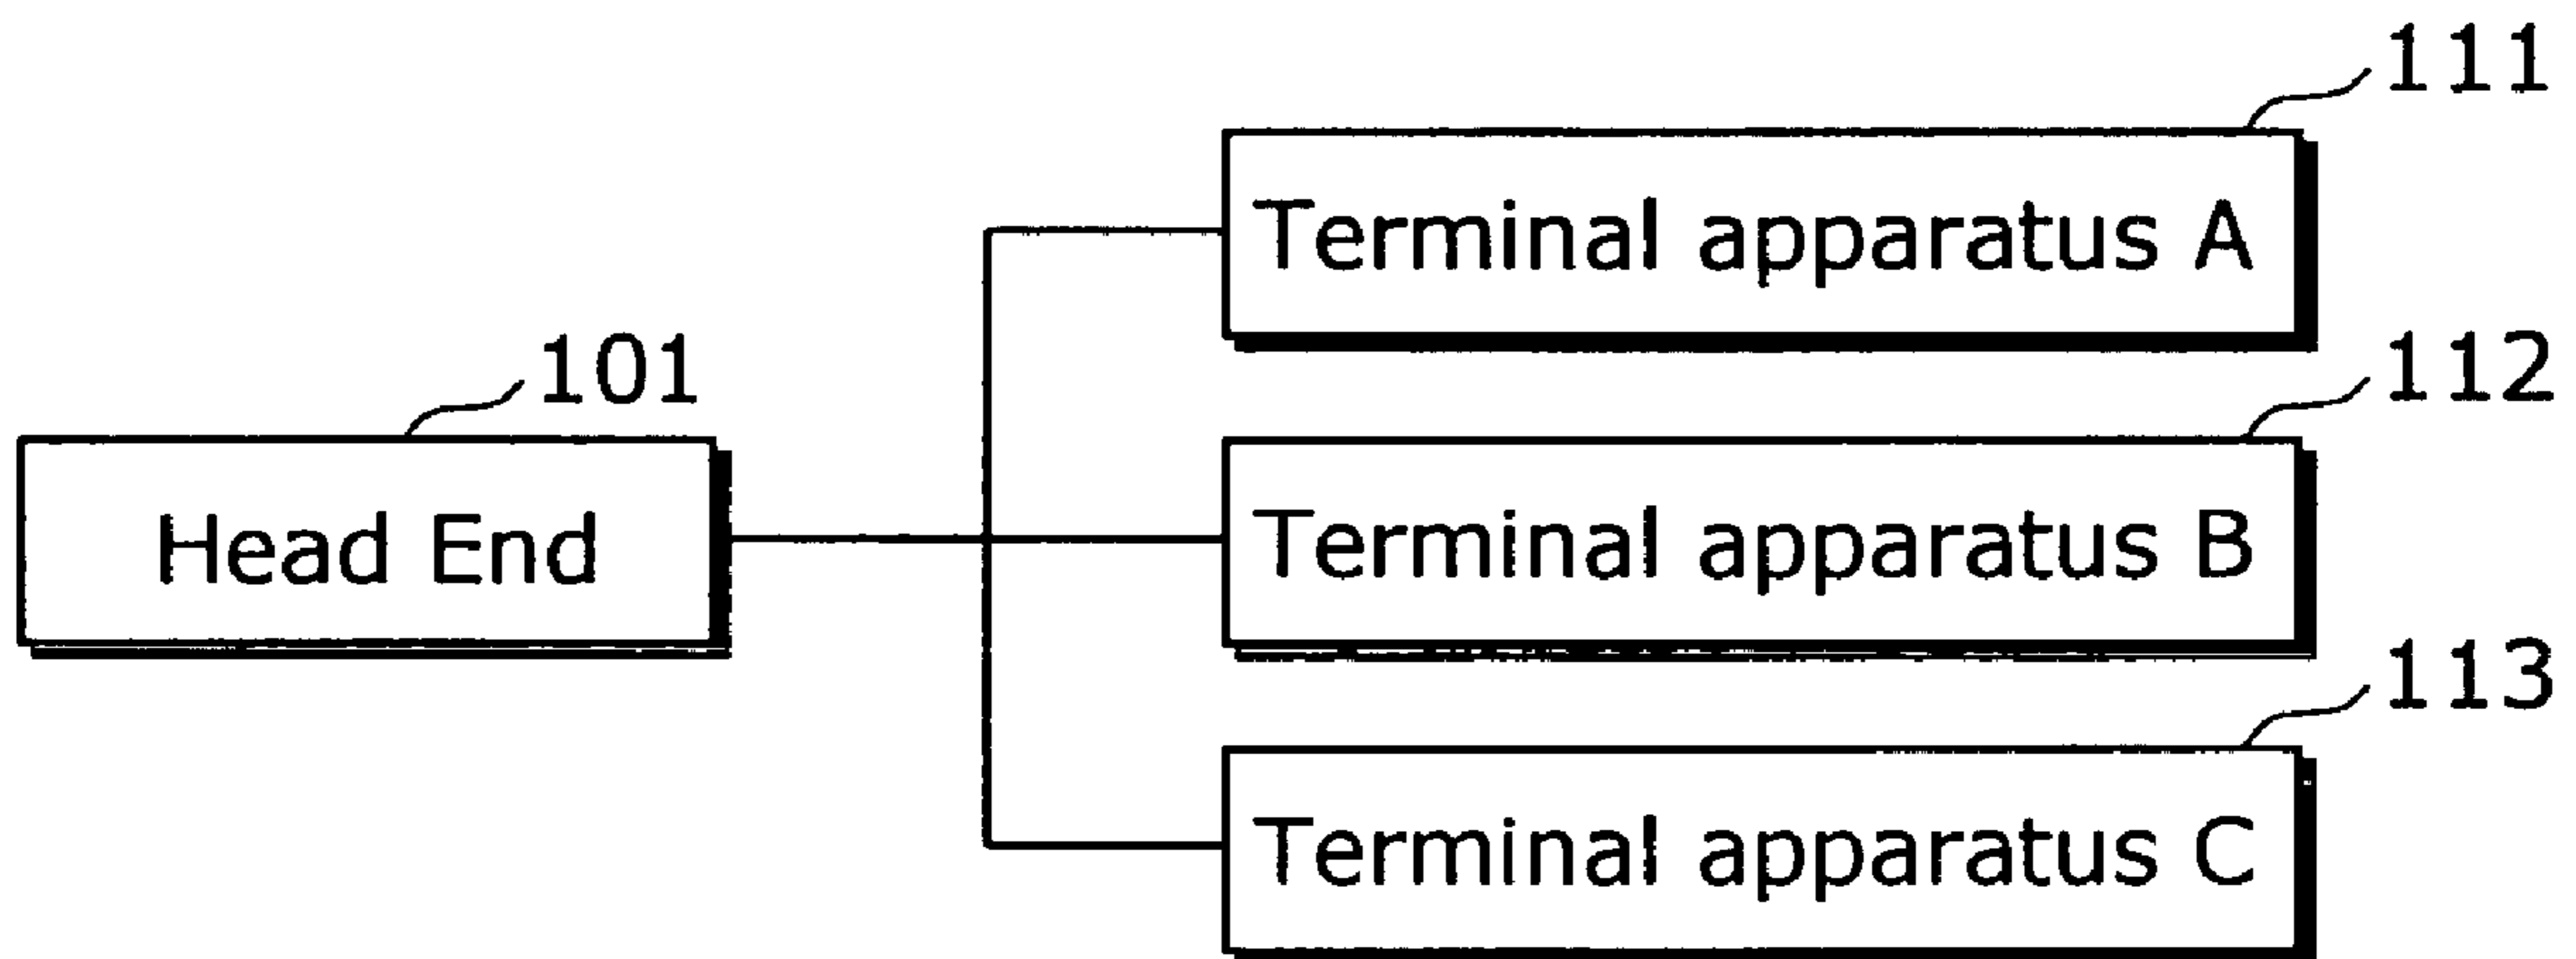 111
Terminal apparatus A
101
112
Head End
Terminal apparatus B
113
Terminal apparatus C